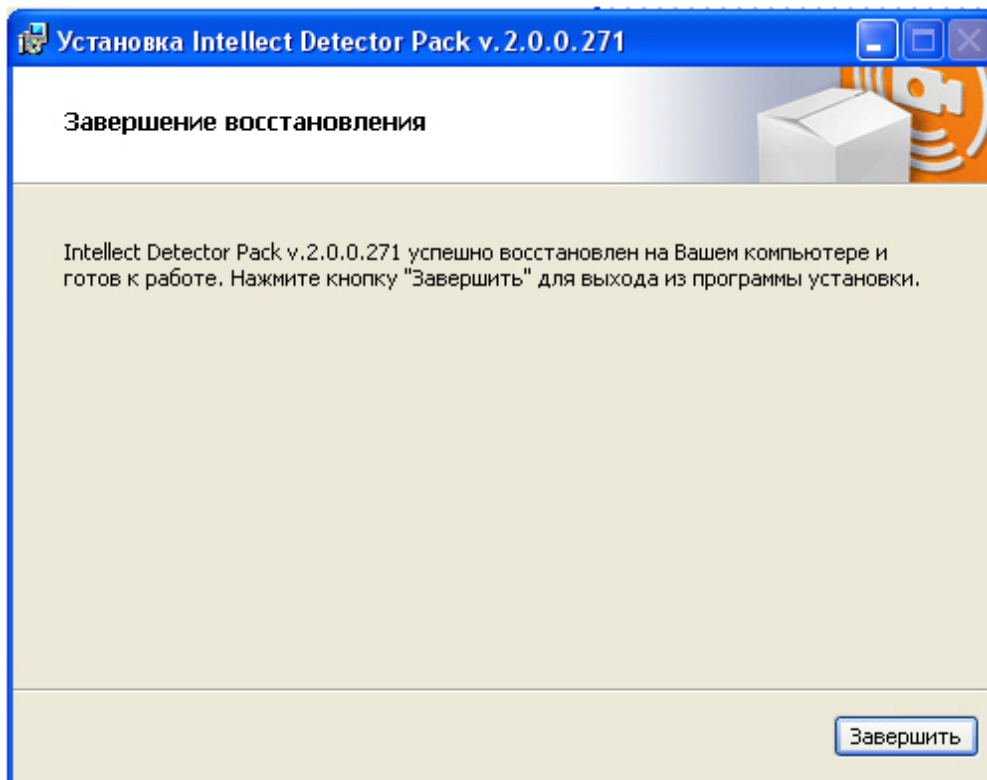 Установка Intellect Detector Pack v.2.0.0.271
Завершение восстановления
Intellect Detector Pack v.2.0.0.271 успешно восстановлен на Вашем компьютере и
готов к работе. Нажмите кнопку "Завершить" для выхода из программы установки.
Завершить